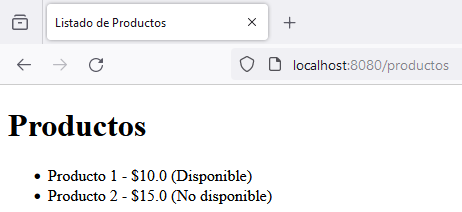 Listado de Productos
localhost:8080/productos
Productos
Producto 1 - $10.0 (Disponible)
Producto 2 - $15.0 (No disponible)